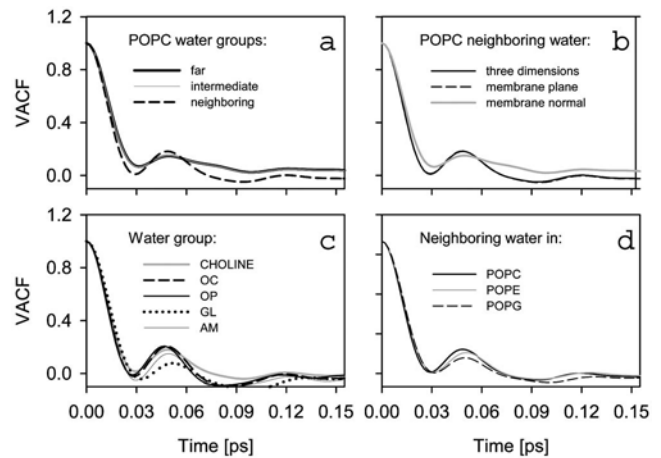 1.2
0.8
0.4
0.0
VACF
POPC water groups:
far
intermediate
neighboring
a
POPC neighboring water:
three dimensions
membrane plane
membrane normal
b
1.2
0.8
0.4
0.0
VACF
Water group:
CHOLINE
OC
OP
GL
AM
c
Neighboring water in:
POPC
POPE
POPG
d
0.00 0.03 0.06 0.09 0.12 0.15
0.00 0.03 0.06 0.09 0.12 0.15
Time [ps]
Time [ps]